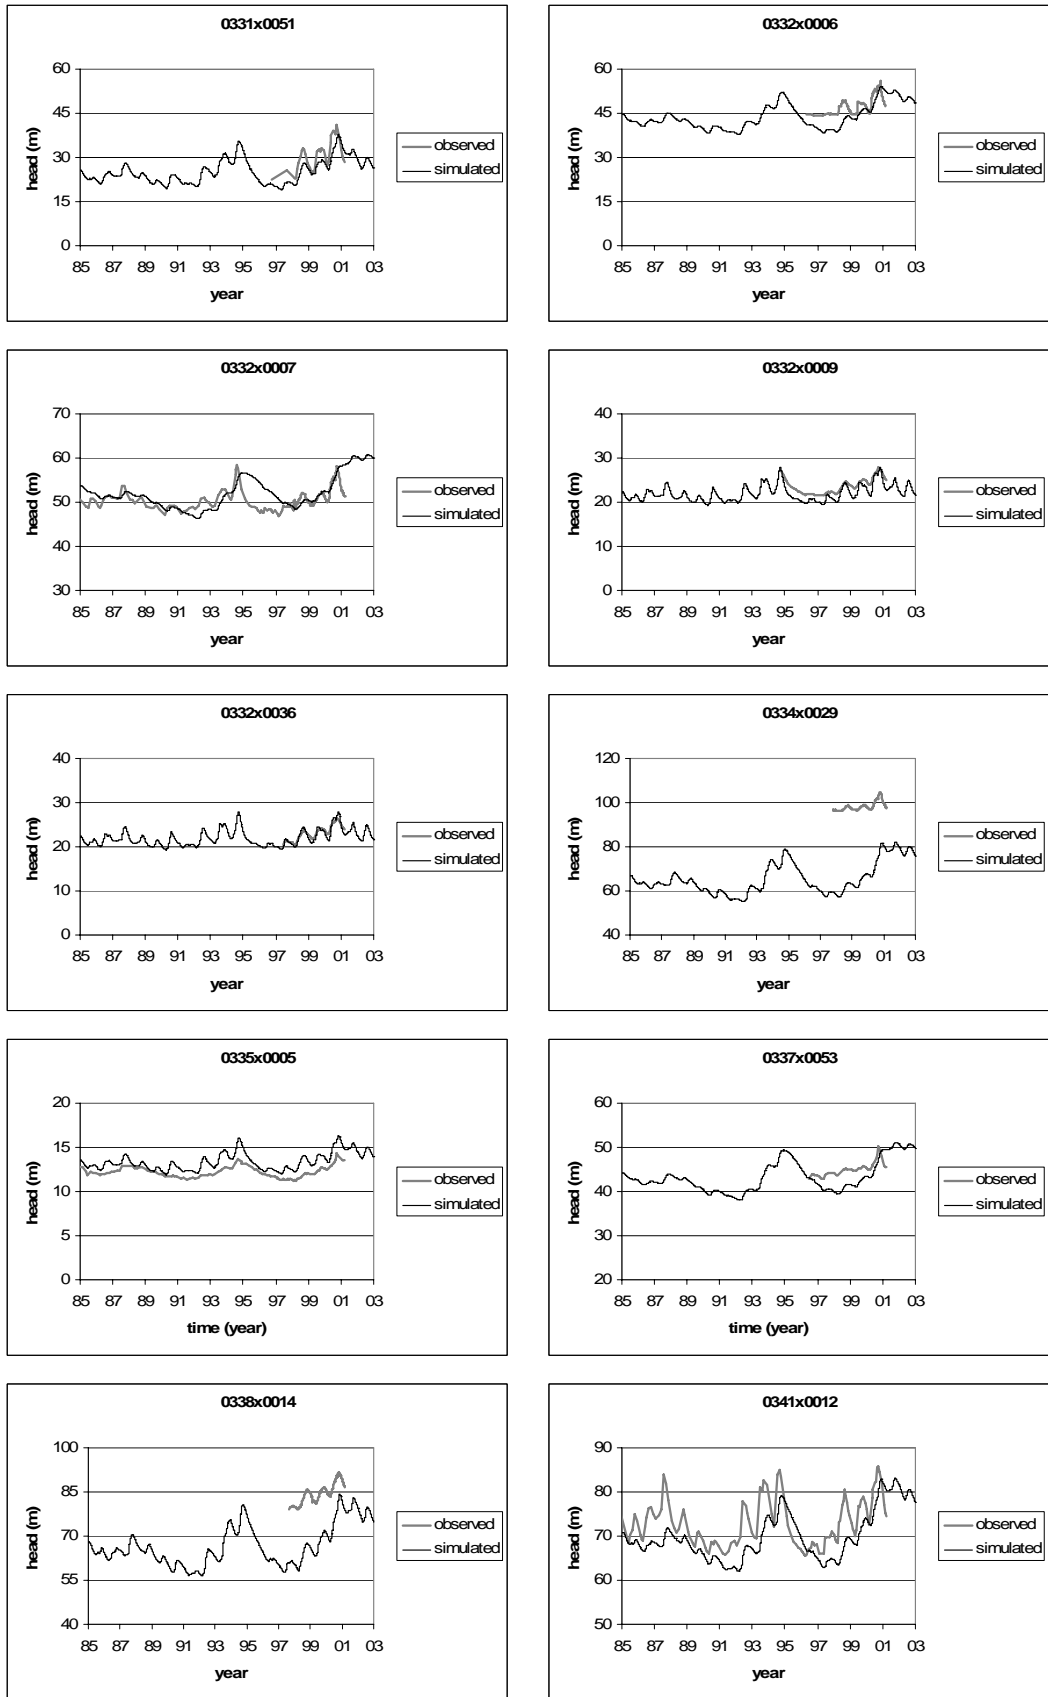 0331x0051
60
45
30
15
0
head (m)
85 87 89 91 93 95 97 99 01 03
year
observed
simulated
0332x0006
60
45
30
15
0
head (m)
85 87 89 91 93 95 97 99 01 03
year
observed
simulated
0332x0007
70
60
50
40
30
head (m)
85 87 89 91 93 95 97 99 01 03
year
observed
simulated
0332x0009
40
30
20
10
0
head (m)
85 87 89 91 93 95 97 99 01 03
year
observed
simulated
0332x0036
40
30
20
10
0
head (m)
85 87 89 91 93 95 97 99 01 03
year
observed
simulated
0334x0029
120
100
80
60
40
head (m)
85 87 89 91 93 95 97 99 01 03
year
observed
simulated
0335x0005
20
15
10
5
0
head (m)
85 87 89 91 93 95 97 99 01 03
time (year)
observed
simulated
0337x0053
60
50
40
30
20
head (m)
85 87 89 91 93 95 97 99 01 03
time (year)
observed
simulated
0338x0014
100
85
70
55
40
head (m)
85 87 89 91 93 95 97 99 01 03
year
observed
simulated
0341x0012
90
80
70
60
50
head (m)
85 87 89 91 93 95 97 99 01 03
year
observed
simulated